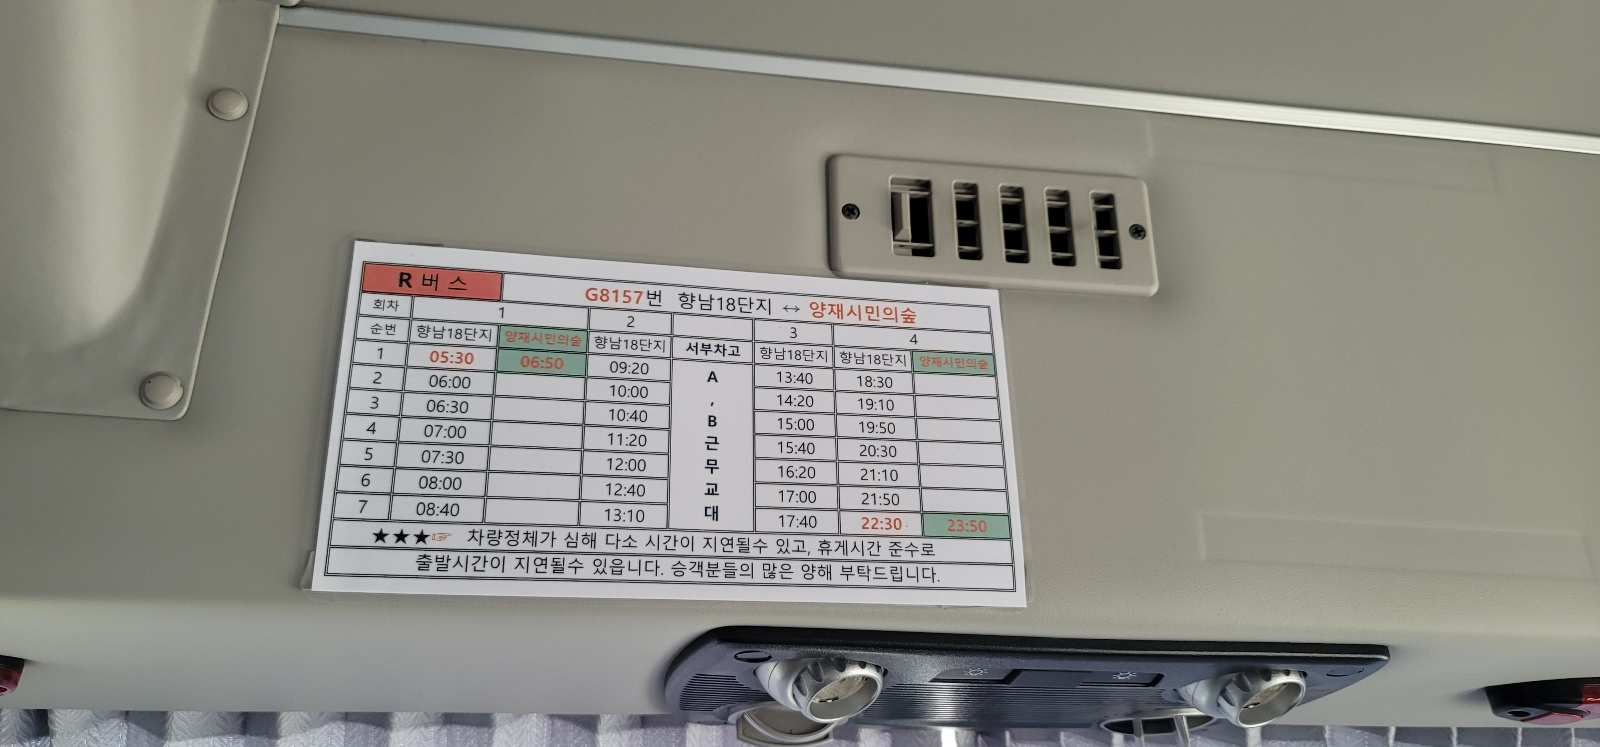 R 버 스 G8157번 향남18단지 ↔ 양재시민의숲
회차 1 2 3 4
순번 향남18단지 양재시민의숲 향남18단지 서부차고 향남18단지 향남18단지 양재시민의숲
1 05:30 06:50 09:20 A 13:40 18:30
2 06:00 10:00 , 14:20 19:10
3 06:30 10:40 B 15:00 19:50
4 07:00 11:20 근 15:40 20:30
5 07:30 12:00 무 16:20 21:10
6 08:00 12:40 교 17:00 21:50
7 08:40 13:10 대 17:40 22:30 23:50
★★★☞ 차량정체가 심해 다소 시간이 지연될수 있고, 휴게시간 준수로
출발시간이 지연될수 있읍니다. 승객분들의 많은 양해 부탁드립니다.